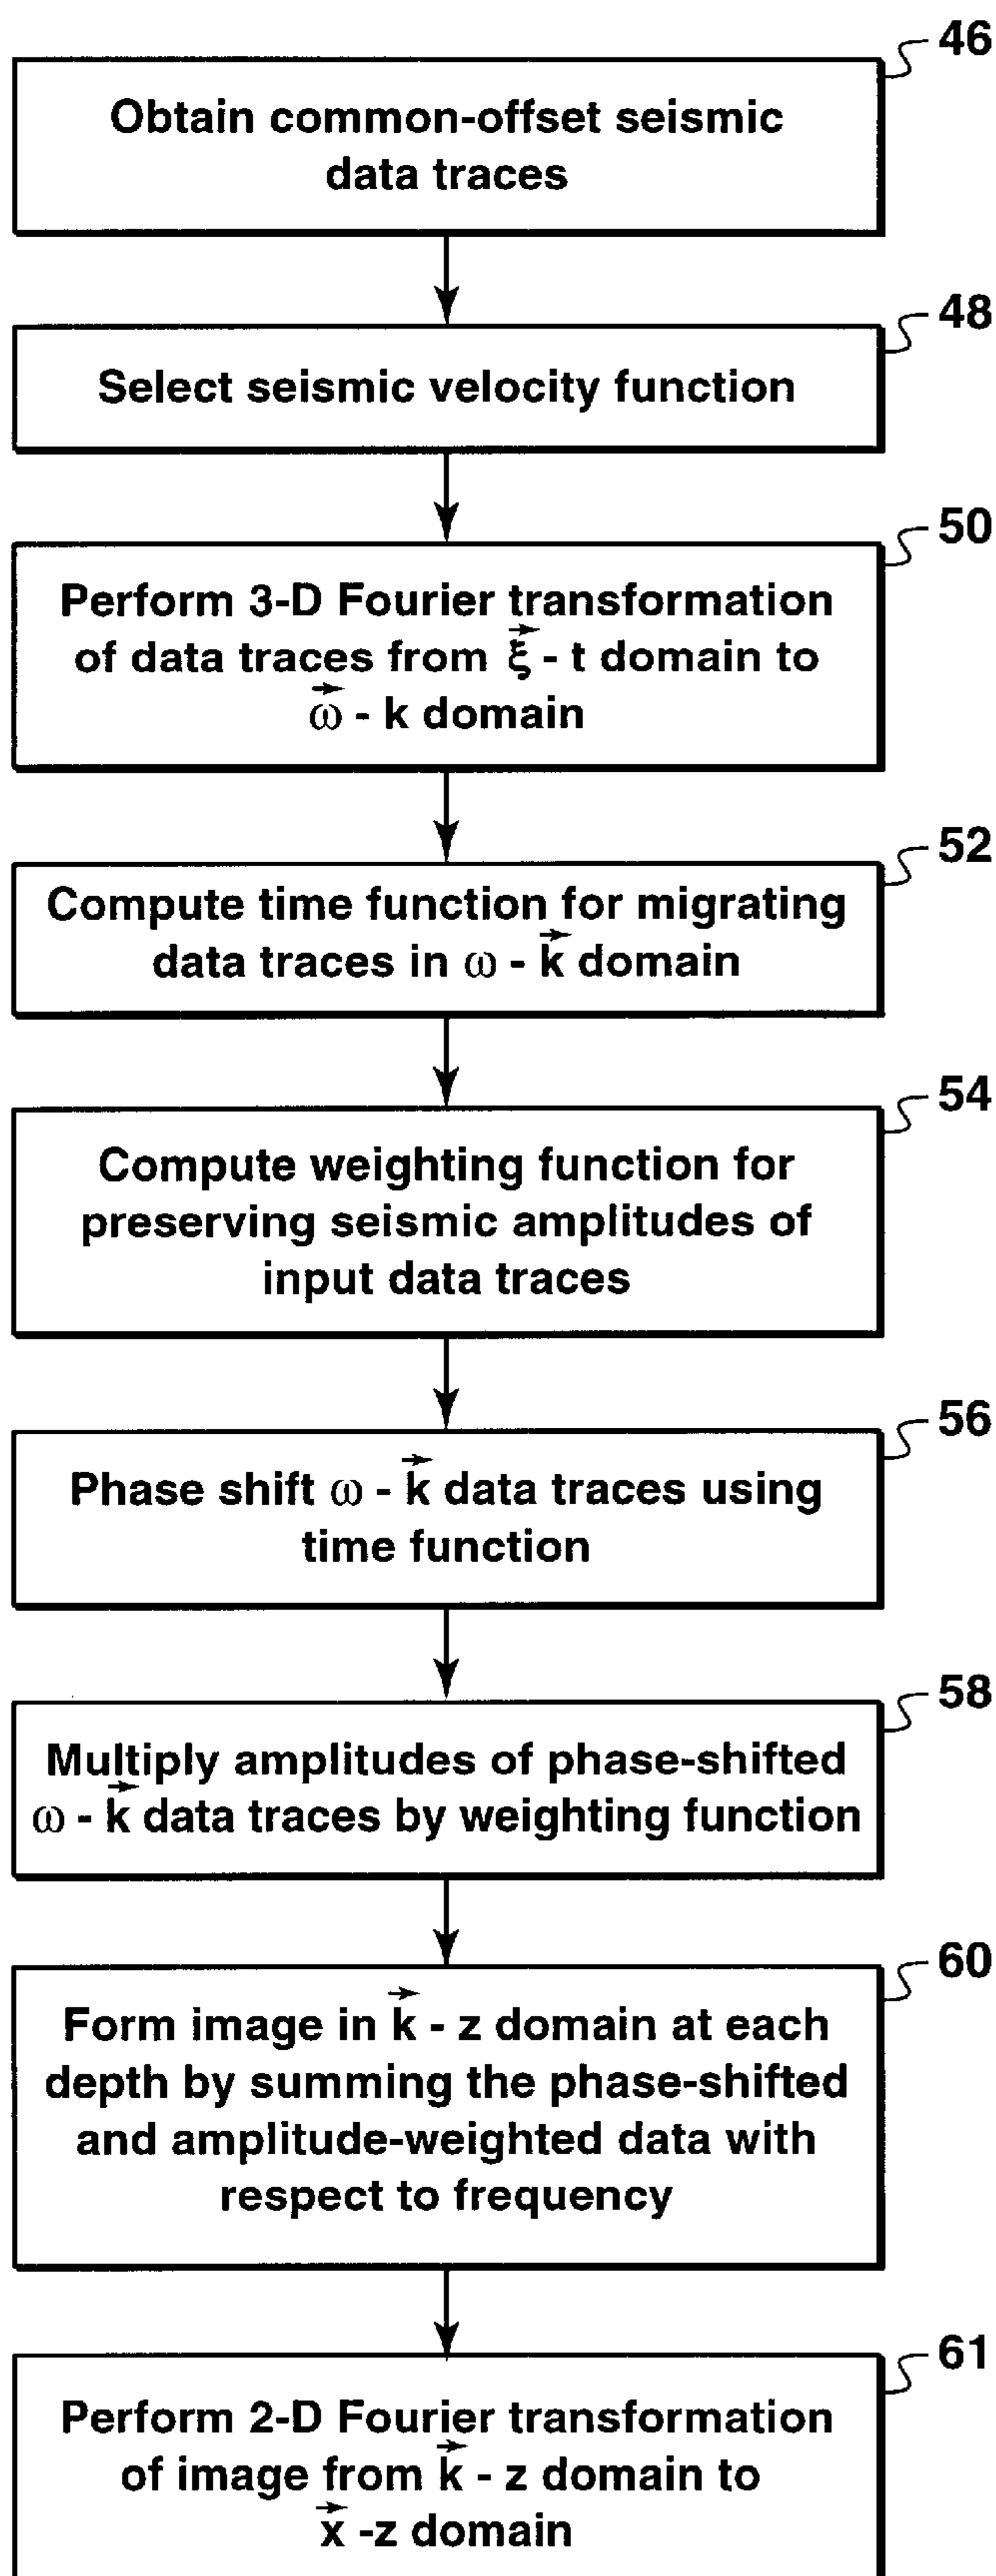 46
Obtain common-offset seismic
data traces
48
Select seismic velocity function
50
Perform 3-D Fourier transformation
of data traces from ξ⃗ - t domain to
ω⃗ - k domain
52
Compute time function for migrating
data traces in ω - k⃗ domain
54
Compute weighting function for
preserving seismic amplitudes of
input data traces
56
Phase shift ω - k⃗ data traces using
time function
58
Multiply amplitudes of phase-shifted
ω - k⃗ data traces by weighting function
60
Form image in k⃗ - z domain at each
depth by summing the phase-shifted
and amplitude-weighted data with
respect to frequency
61
Perform 2-D Fourier transformation
of image from k⃗ - z domain to
x⃗ -z domain